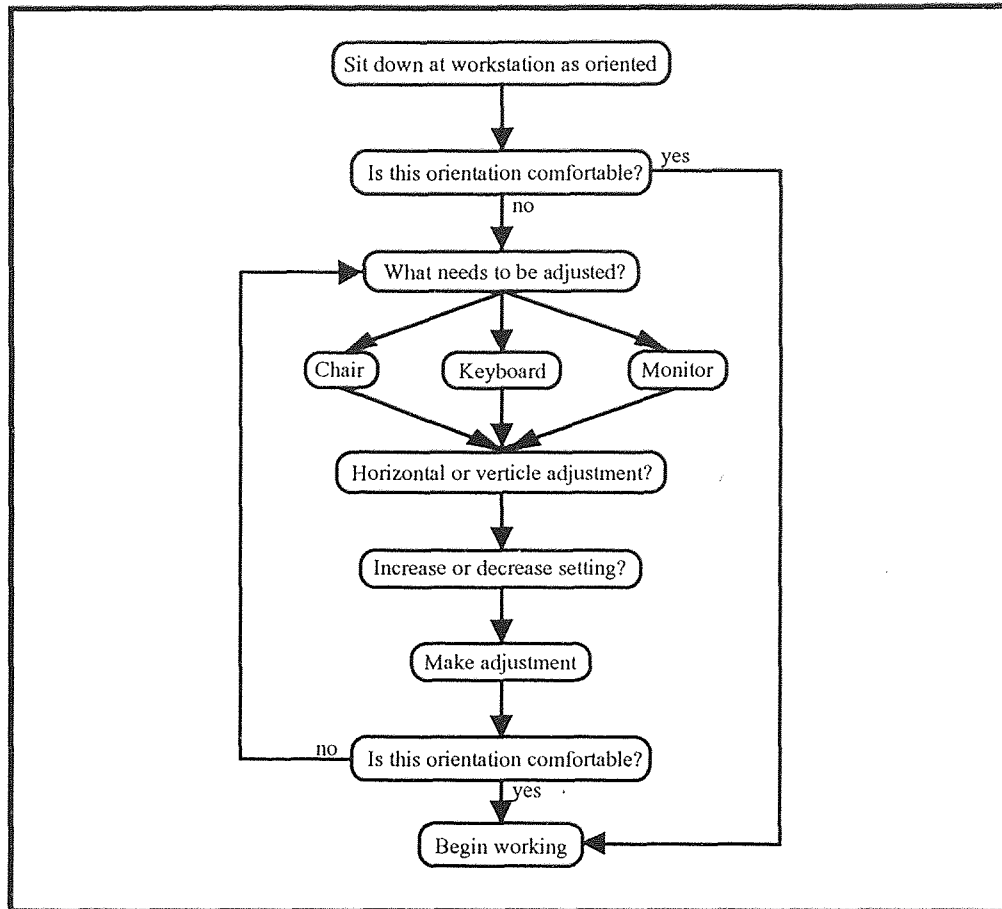 Sit down at workstation as oriented
Is this orientation comfortable?
yes
no
What needs to be adjusted?
Chair
Keyboard
Monitor
Horizontal or verticle adjustment?
Increase or decrease setting?
Make adjustment
no
Is this orientation comfortable?
yes
Begin working